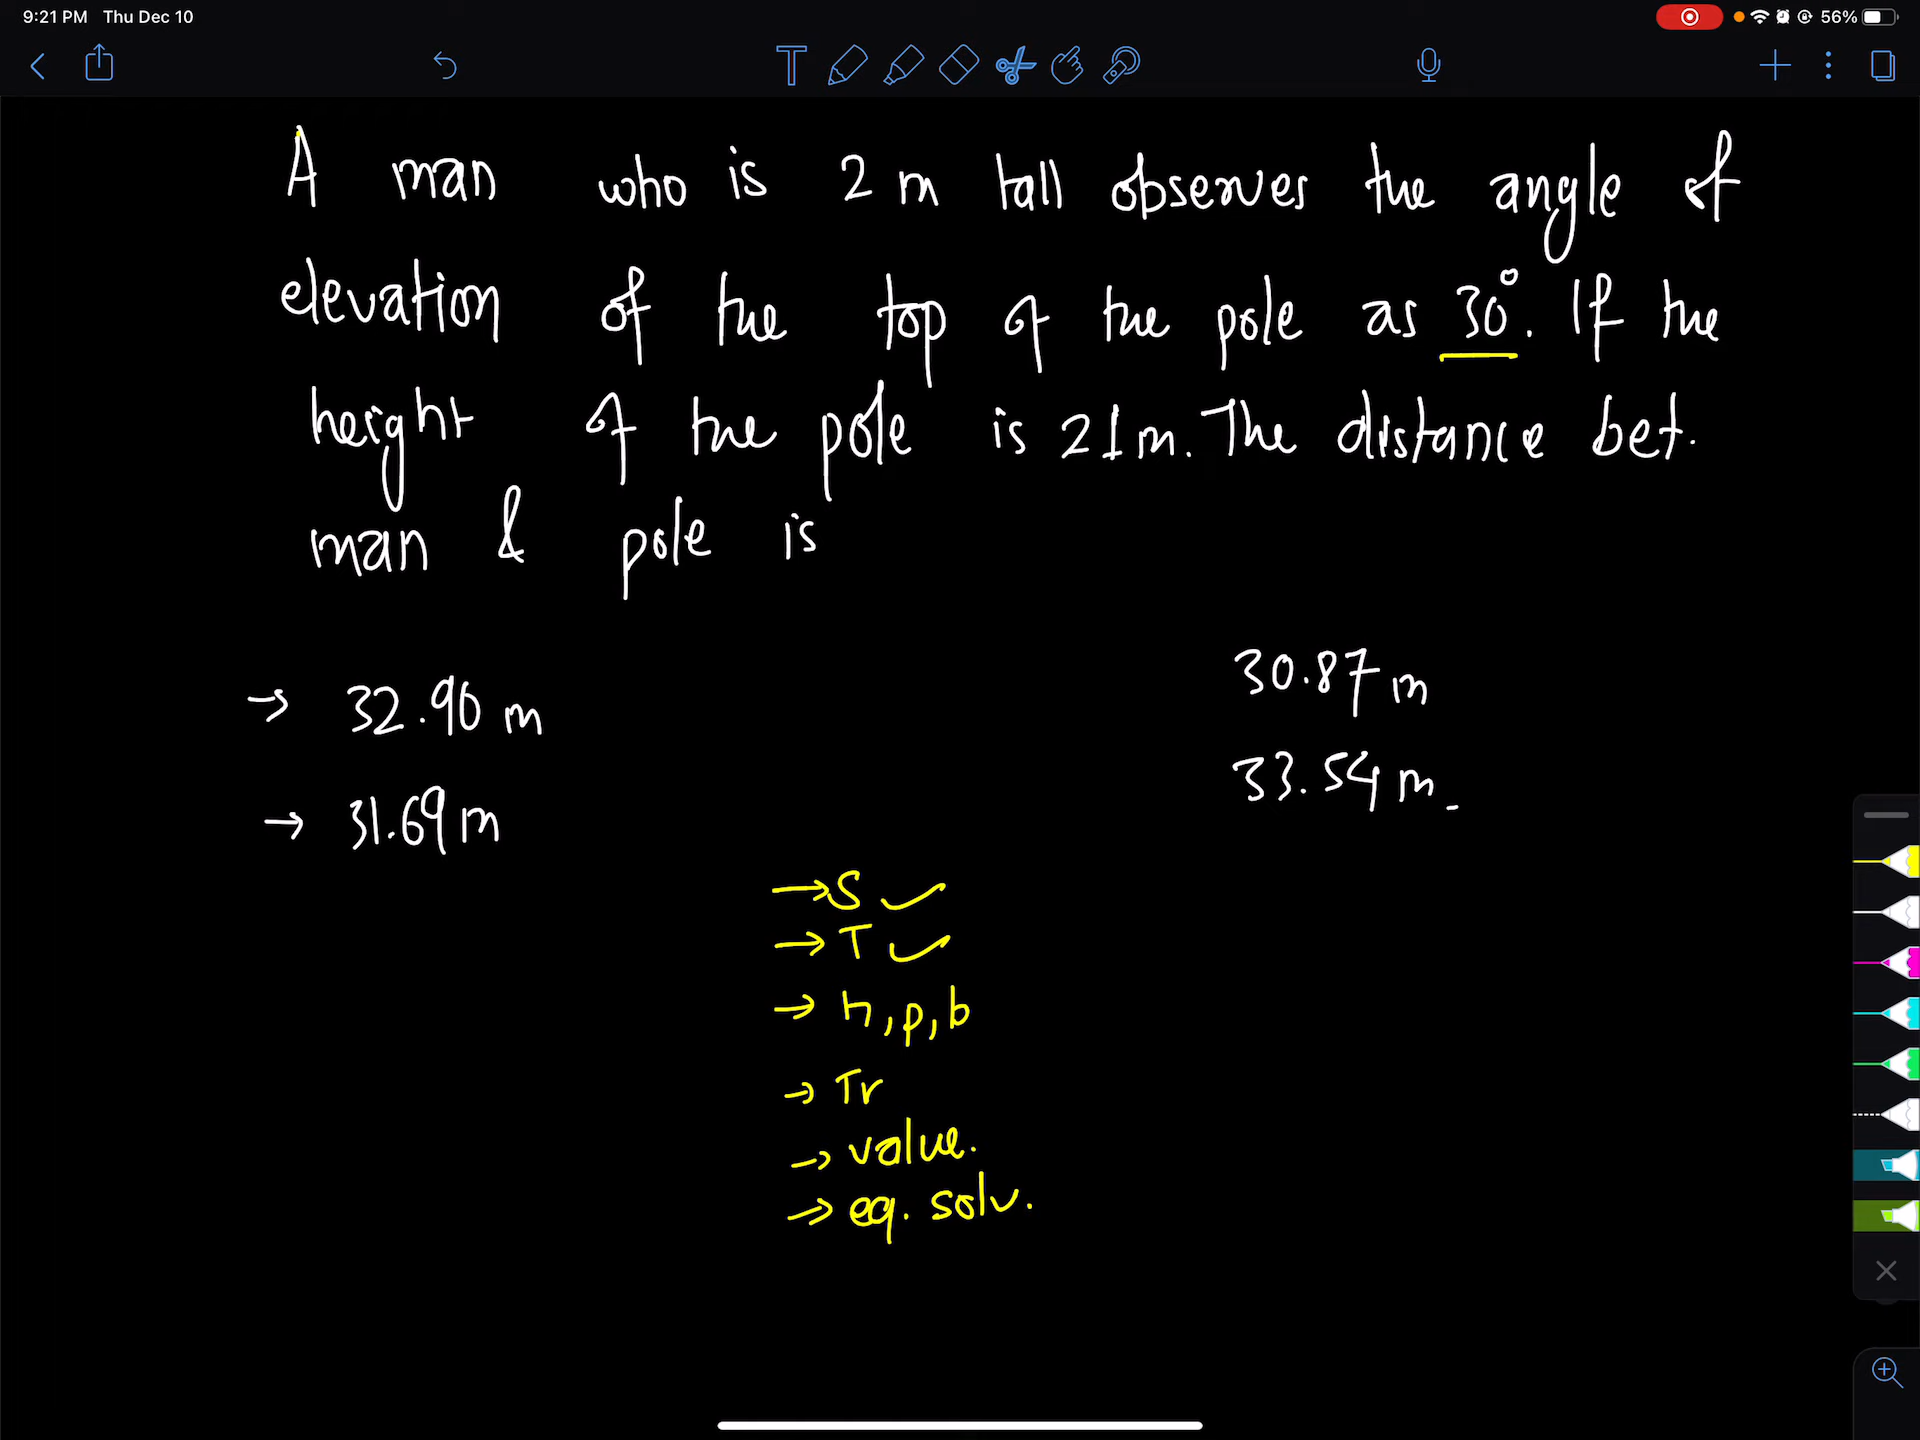 9:21 PM Thu Dec 10
56%
A man who is 2 m tall observes the angle of
elevation of the top of the pole as 30°. If the
height of the pole is 21m. The distance bet.
man & pole is
→ 32.90 m
30.87 m
→ 31.69 m
33.54 m.
→ S ✓
→ T ✓
→ h, p, b
→ Tr
→ value.
→ eq. solv.